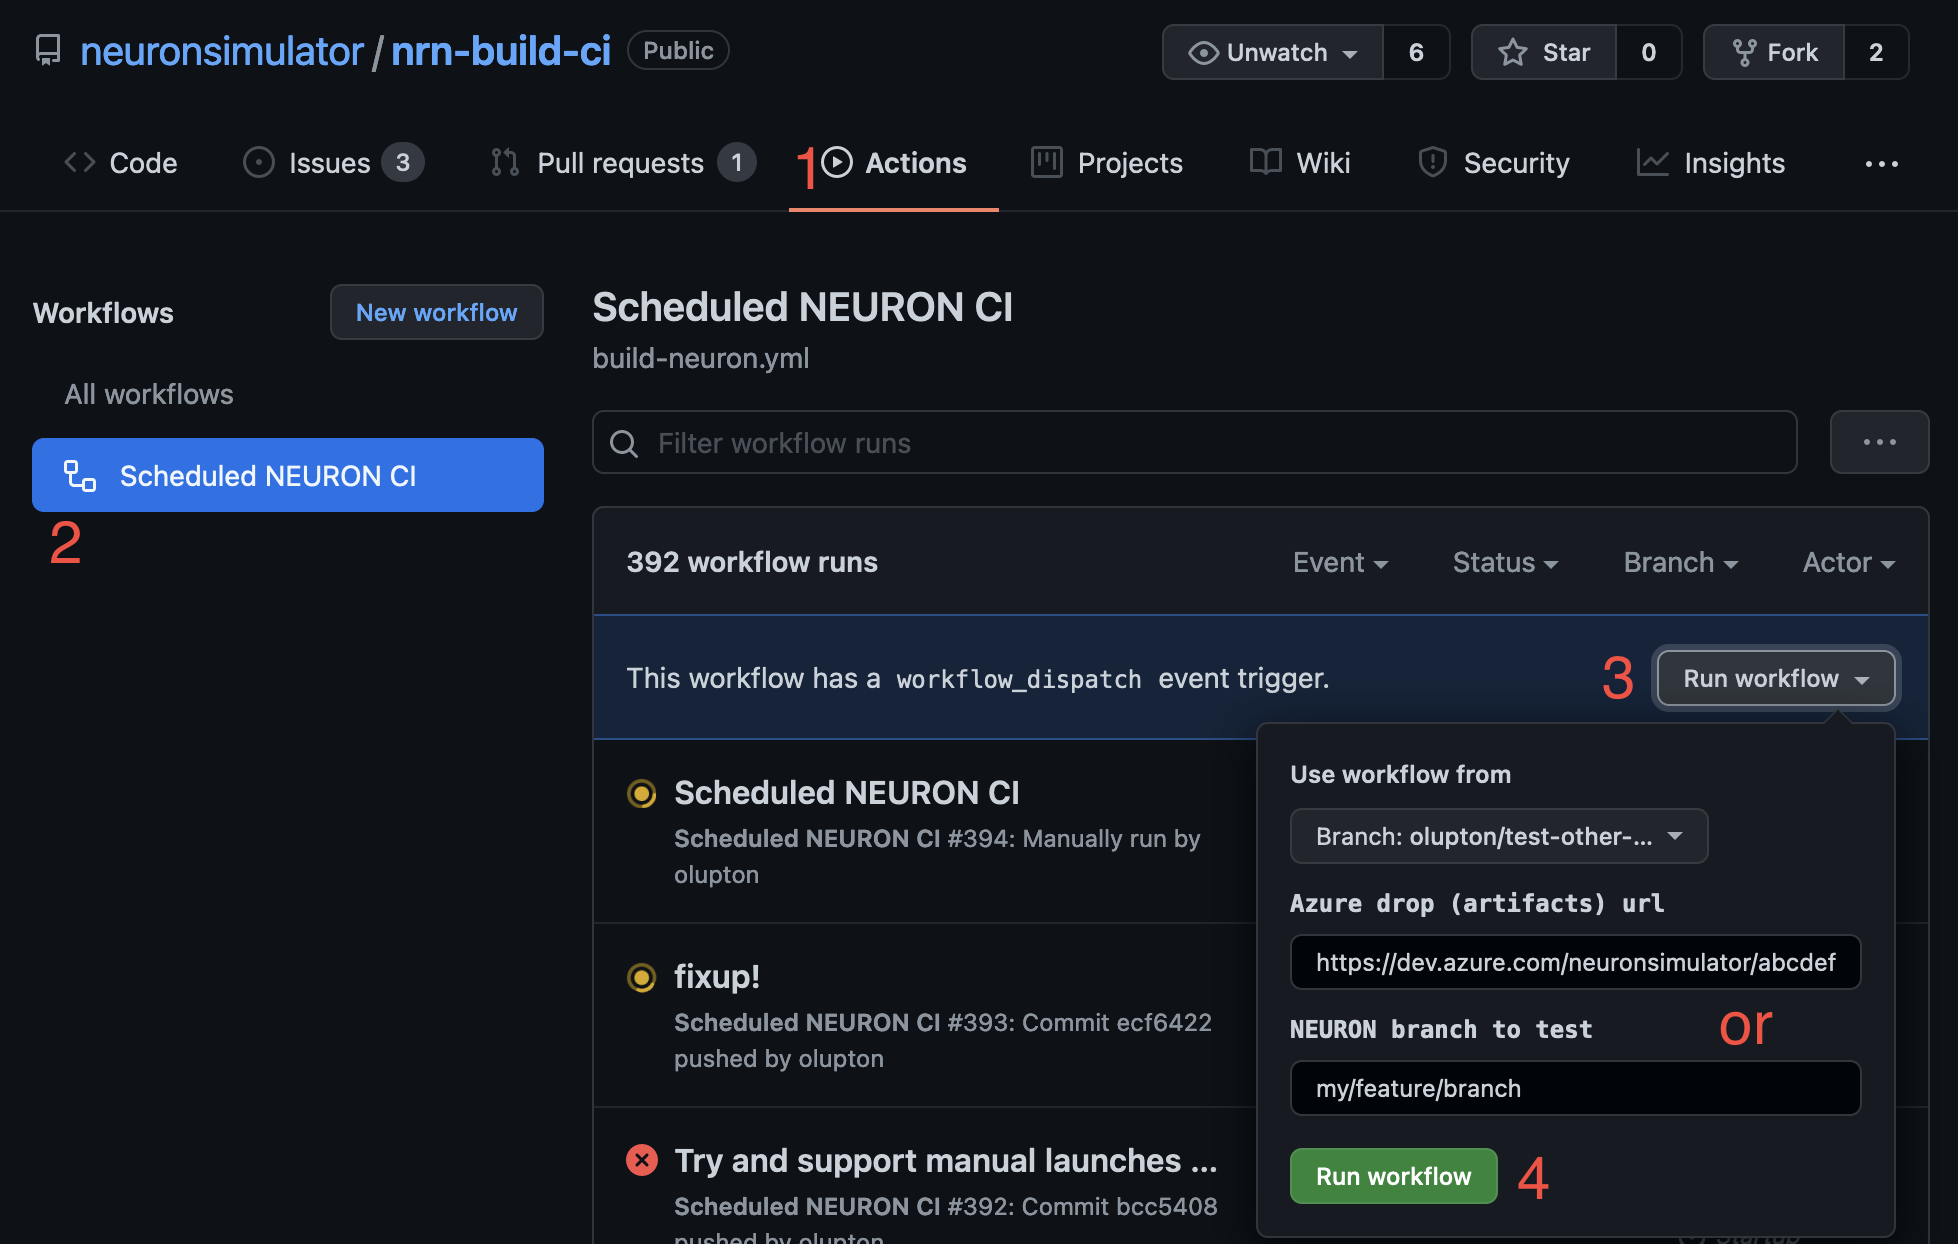 neuronsimulator / nrn-build-ci Public
Unwatch 6 Star 0 Fork 2
Code Issues 3 Pull requests 1 1 Actions Projects Wiki Security Insights ...
Workflows New workflow
All workflows
Scheduled NEURON CI
2
Scheduled NEURON CI
build-neuron.yml
Filter workflow runs
...
392 workflow runs Event Status Branch Actor
This workflow has a workflow_dispatch event trigger. 3 Run workflow
Scheduled NEURON CI
Scheduled NEURON CI #394: Manually run by
olupton
fixup!
Scheduled NEURON CI #393: Commit ecf6422
pushed by olupton
Try and support manual launches ...
Scheduled NEURON CI #392: Commit bcc5408
pushed by olupton
Use workflow from
Branch: olupton/test-other-...
Azure drop (artifacts) url
https://dev.azure.com/neuronsimulator/abcdef
or
NEURON branch to test
my/feature/branch
Run workflow 4